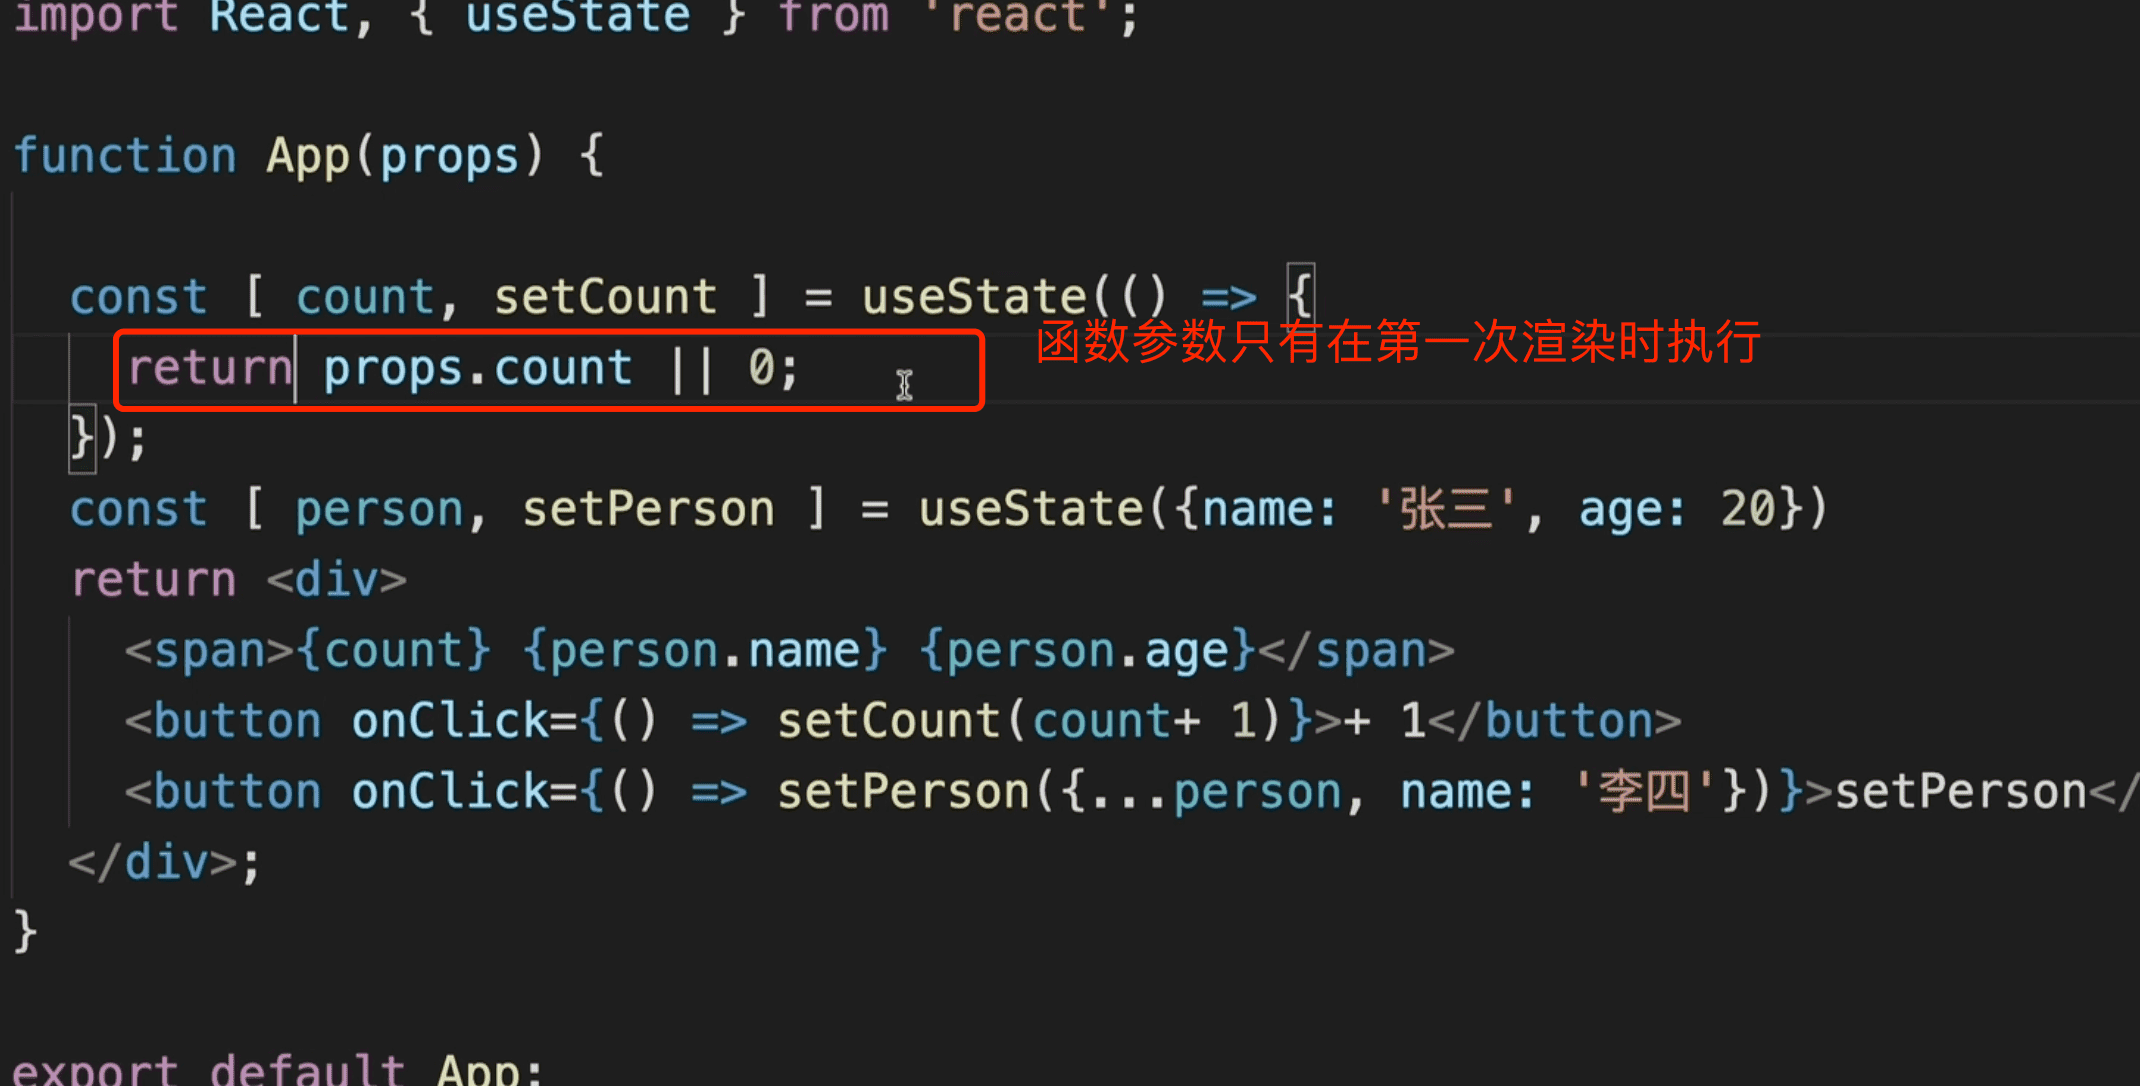 import React, { useState } from 'react';
function App(props) {
const [ count, setCount ] = useState(() => {
return props.count || 0;
函数参数只有在第一次渲染时执行
});
const [ person, setPerson ] = useState({name: '张三', age: 20})
return <div>
<span>{count} {person.name} {person.age}</span>
<button onClick={() => setCount(count+ 1)}>+ 1</button>
<button onClick={() => setPerson({...person, name: '李四'})}>setPerson</
</div>;
}
export default App;